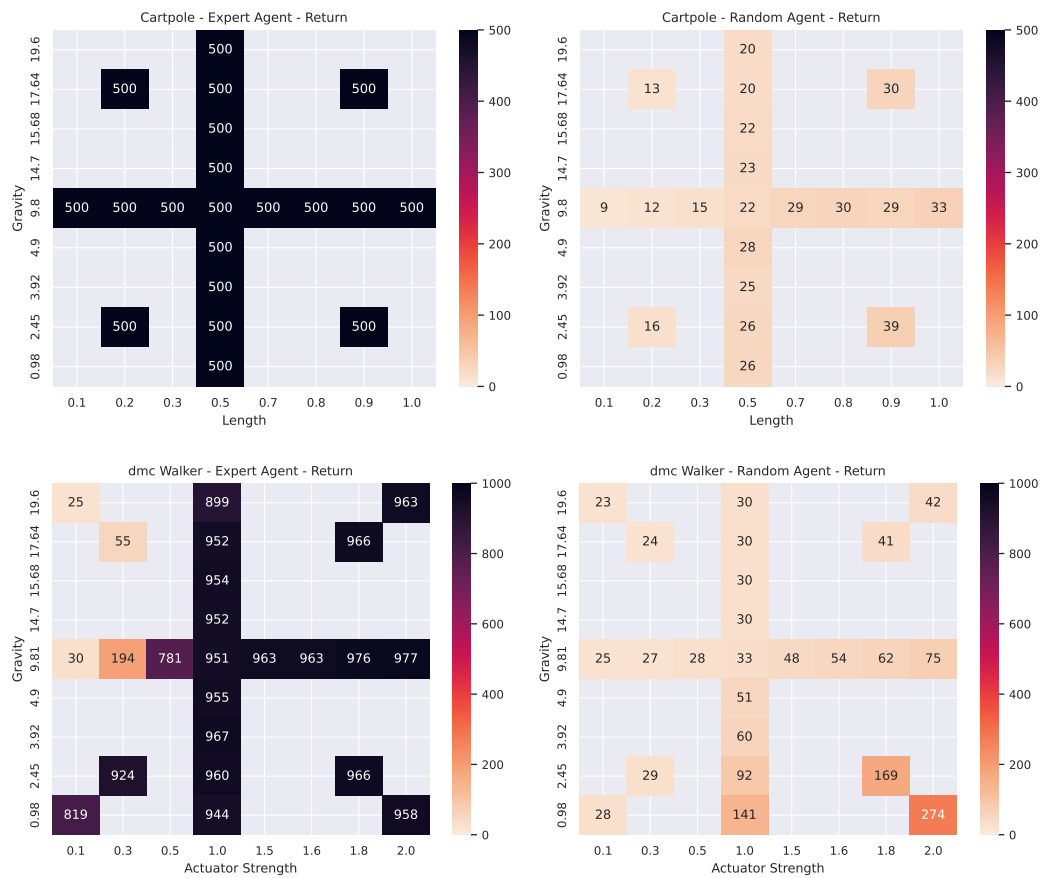 Cartpole - Expert Agent - Return
Gravity
19.6
500
17.64
500 500 500
15.68
500
14.7
500
9.8
500 500 500 500 500 500 500 500
4.9
500
3.92
500
2.45
500 500 500
0.98
500
0.1 0.2 0.3 0.5 0.7 0.8 0.9 1.0
Length
500
400
300
200
100
0
Cartpole - Random Agent - Return
Gravity
19.6
20
17.64
13 20 30
15.68
22
14.7
23
9.8
9 12 15 22 29 30 29 33
4.9
28
3.92
25
2.45
16 26 39
0.98
26
0.1 0.2 0.3 0.5 0.7 0.8 0.9 1.0
Length
500
400
300
200
100
0
dmc Walker - Expert Agent - Return
Gravity
19.6
25 899 963
17.64
55 952 966
15.68
954
14.7
952
9.81
30 194 781 951 963 963 976 977
4.9
955
3.92
967
2.45
924 960 966
0.98
819 944 958
0.1 0.3 0.5 1.0 1.5 1.6 1.8 2.0
Actuator Strength
1000
800
600
400
200
0
dmc Walker - Random Agent - Return
Gravity
19.6
23 30 42
17.64
24 30 41
15.68
30
14.7
30
9.81
25 27 28 33 48 54 62 75
4.9
51
3.92
60
2.45
29 92 169
0.98
28 141 274
0.1 0.3 0.5 1.0 1.5 1.6 1.8 2.0
Actuator Strength
1000
800
600
400
200
0